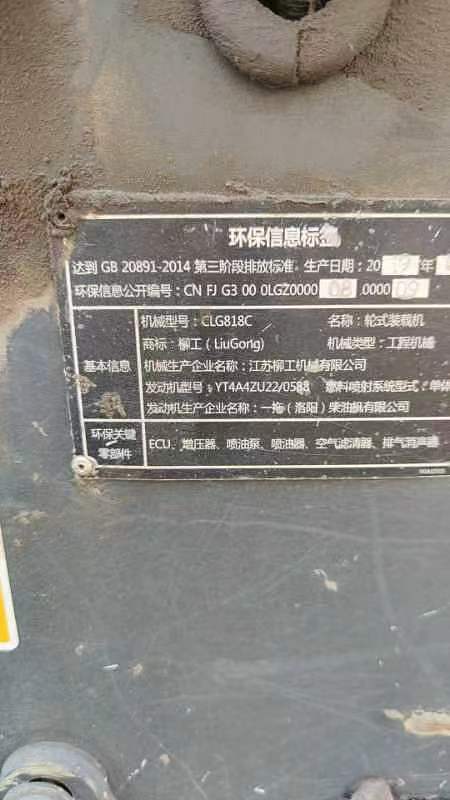 环保信息标签
达到 GB 20891-2014 第三阶段排放标准 生产日期：20 年
环保信息公开编号：CN FJ G3 00 0LGZ0000 08 0000 09
机械型号：CLG818C 名称：轮式装载机
商标：柳工 (LiuGong) 机械类型：工程机械
基本信息 机械生产企业名称：江苏柳工机械有限公司
发动机型号：YT4A4ZU22/0588 燃料喷射系统型式：单体
发动机生产企业名称：一拖（洛阳）柴油机有限公司
环保关键
零部件 ECU、增压器、喷油泵、喷油器、空气滤清器、排气消声器